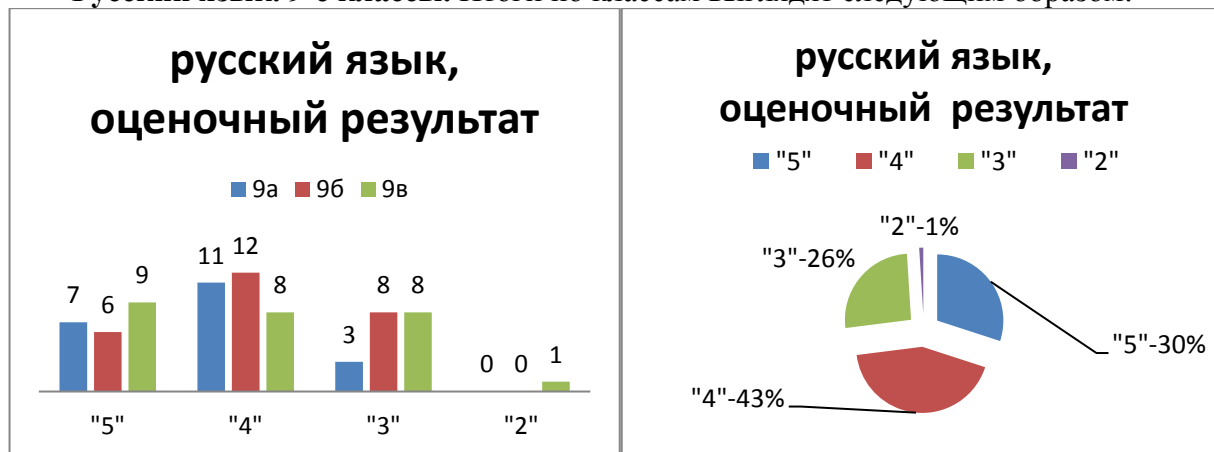 русский язык,
оценочный результат
9а 9б 9в
7 6 9 11 12 8 3 8 8 0 0 1
"5" "4" "3" "2"
русский язык,
оценочный результат
"5" "4" "3" "2"
"2"-1%
"3"-26%
"5"-30%
"4"-43%